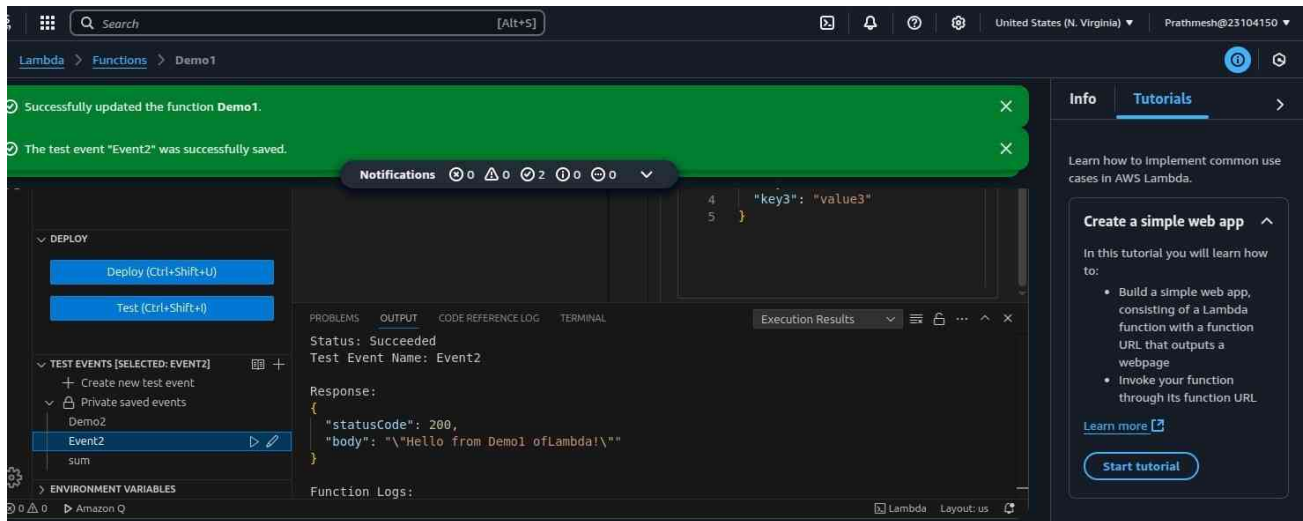 Search [Alt+S] United States (N. Virginia) ▼ Prathmesh@23104150 ▼
Lambda > Functions > Demo1
Successfully updated the function Demo1.
The test event "Event2" was successfully saved.
Notifications 0 0 2 0 0
4 "key3": "value3"
5 }
DEPLOY
Deploy (Ctrl+Shift+U)
Test (Ctrl+Shift+I)
TEST EVENTS [SELECTED: EVENT2]
Create new test event
Private saved events
Demo2
Event2
sum
ENVIRONMENT VARIABLES
PROBLEMS OUTPUT CODE REFERENCE LOG TERMINAL Execution Results
Status: Succeeded
Test Event Name: Event2
Response:
{
"statusCode": 200,
"body": "\"Hello from Demo1 ofLambda!\""
}
Function Logs:
0 0 Amazon Q Lambda Layout: us
Info Tutorials
Learn how to implement common use
cases in AWS Lambda.
Create a simple web app
In this tutorial you will learn how
to:
• Build a simple web app,
consisting of a Lambda
function with a function
URL that outputs a
webpage
• Invoke your function
through its function URL
Learn more
Start tutorial